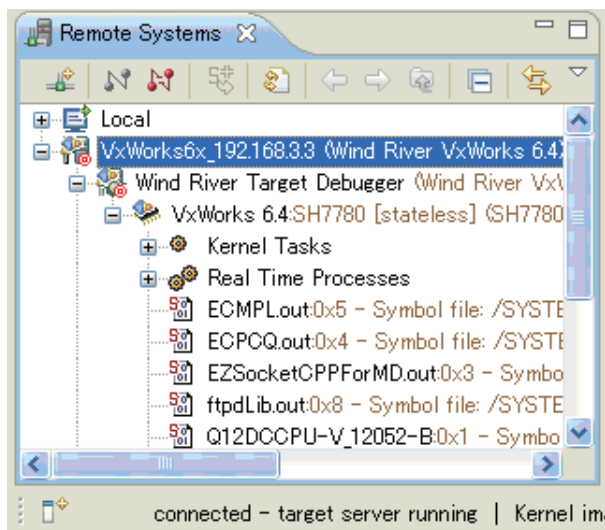 Remote Systems
Local
VxWorks6x_192.168.3.3 (Wind River VxWorks 6.4)
Wind River Target Debugger (Wind River VxW
VxWorks 6.4:SH7780 [stateless] (SH7780
Kernel Tasks
Real Time Processes
ECMPL.out:0x5 - Symbol file: /SYSTE
ECPCQ.out:0x4 - Symbol file: /SYSTE
EZSocketCPPForMD.out:0x3 - Symbo
ftpdLib.out:0x8 - Symbol file: /SYSTE
Q12DCCPU-V_12052-B:0x1 - Symbo
connected - target server running | Kernel im